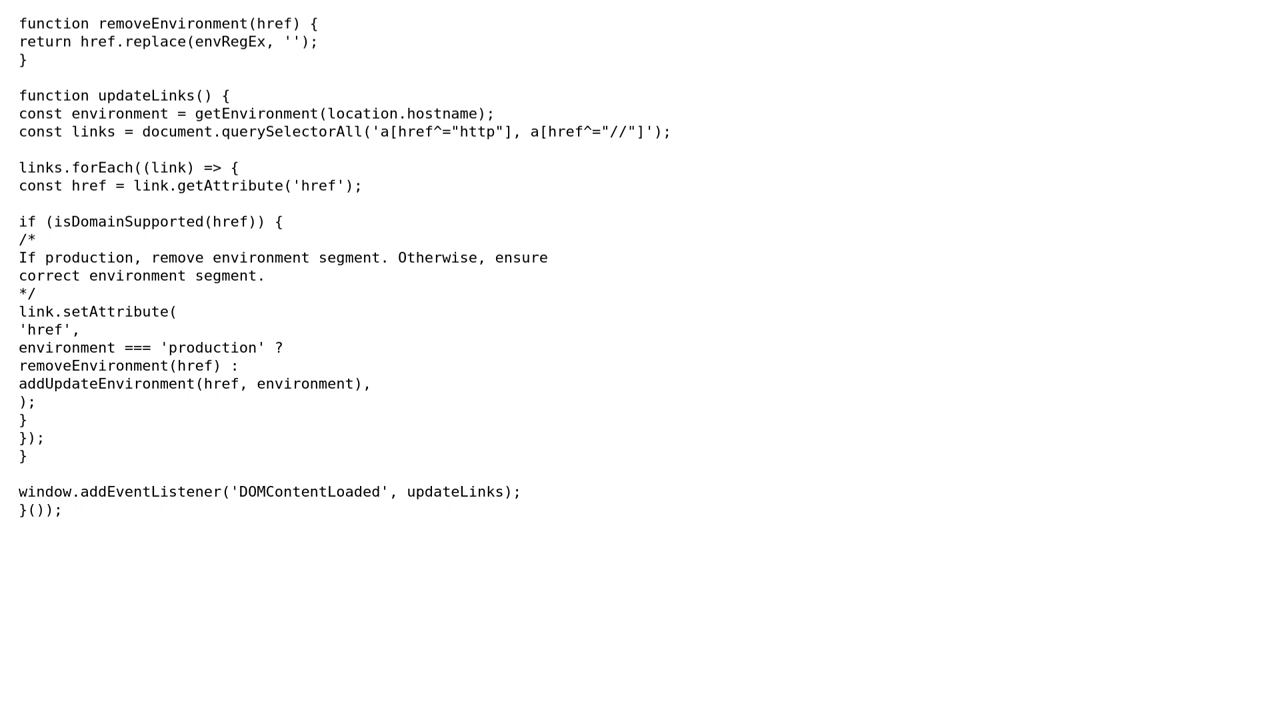 function removeEnvironment(href) {
return href.replace(envRegEx, '');
}

function updateLinks() {
const environment = getEnvironment(location.hostname);
const links = document.querySelectorAll('a[href^="http"], a[href^="//"]');

links.forEach((link) => {
const href = link.getAttribute('href');

if (isDomainSupported(href)) {
/*
If production, remove environment segment. Otherwise, ensure
correct environment segment.
*/
link.setAttribute(
'href',
environment === 'production' ?
removeEnvironment(href) :
addUpdateEnvironment(href, environment),
);
}
});
}

window.addEventListener('DOMContentLoaded', updateLinks);
}());